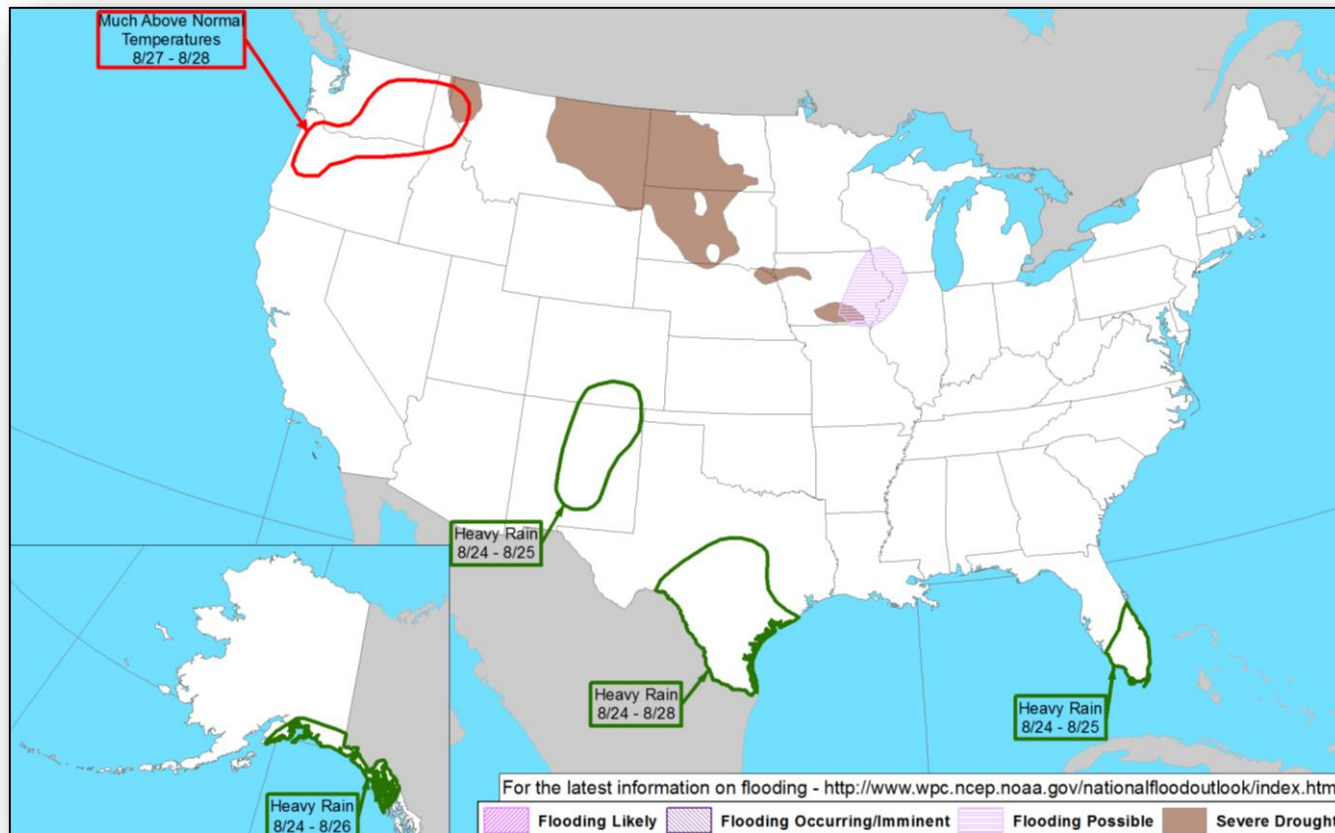 Much Above Normal
Temperatures
8/27 - 8/28
Heavy Rain
8/24 - 8/25
Heavy Rain
8/24 - 8/28
Heavy Rain
8/24 - 8/25
Heavy Rain
8/24 - 8/26
For the latest information on flooding - http://www.wpc.ncep.noaa.gov/nationalfloodoutlook/index.htm
Flooding Likely Flooding Occurring/Imminent Flooding Possible Severe Drought